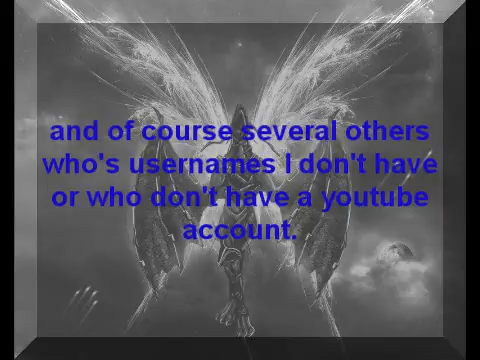 and of course several others
who's usernames I don't have
or who don't have a youtube
account.